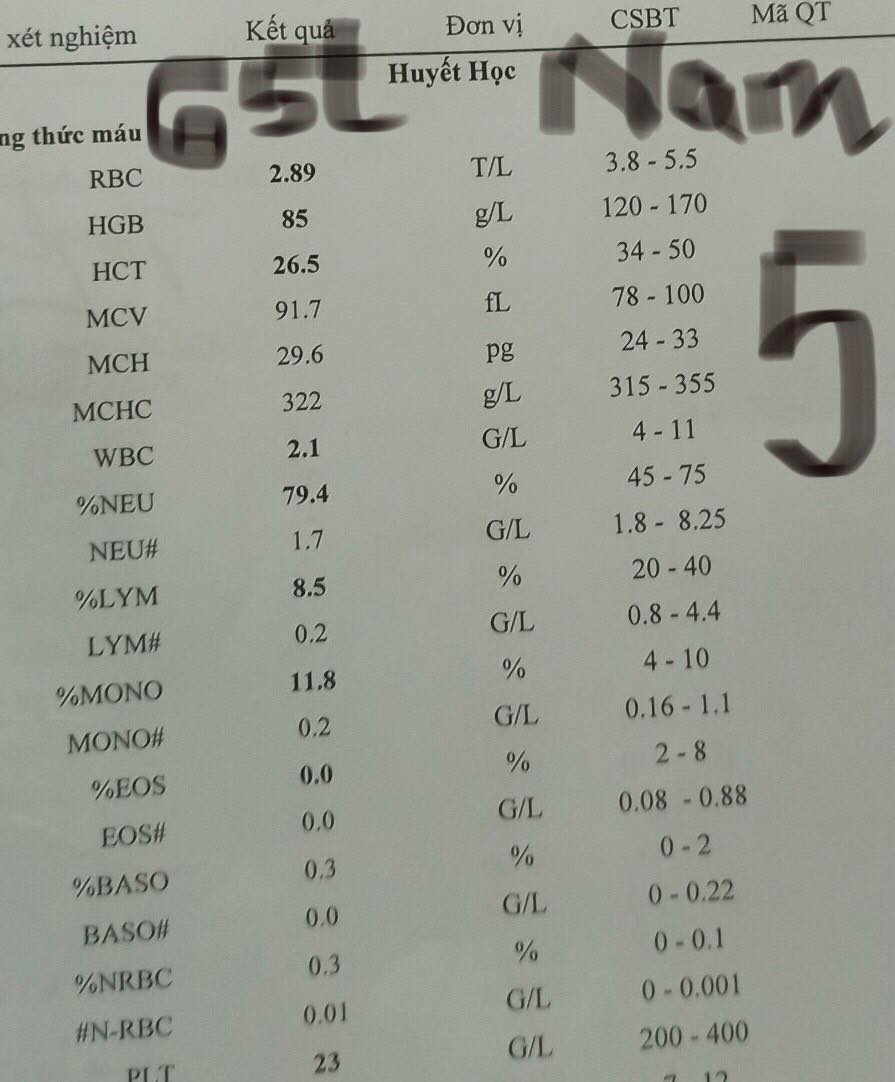 xét nghiệm Kết quả Đơn vị CSBT Mã QT
Huyết Học
G5L Nam
ng thức máu
RBC 2.89 T/L 3.8 - 5.5
HGB 85 g/L 120 - 170
HCT 26.5 % 34 - 50
5
MCV 91.7 fL 78 - 100
MCH 29.6 pg 24 - 33
MCHC 322 g/L 315 - 355
WBC 2.1 G/L 4 - 11
%NEU 79.4 % 45 - 75
NEU# 1.7 G/L 1.8 - 8.25
%LYM 8.5 % 20 - 40
LYM# 0.2 G/L 0.8 - 4.4
%MONO 11.8 % 4 - 10
MONO# 0.2 G/L 0.16 - 1.1
%EOS 0.0 % 2 - 8
EOS# 0.0 G/L 0.08 - 0.88
%BASO 0.3 % 0 - 2
BASO# 0.0 G/L 0 - 0.22
%NRBC 0.3 % 0 - 0.1
#N-RBC 0.01 G/L 0 - 0.001
PLT 23 G/L 200 - 400